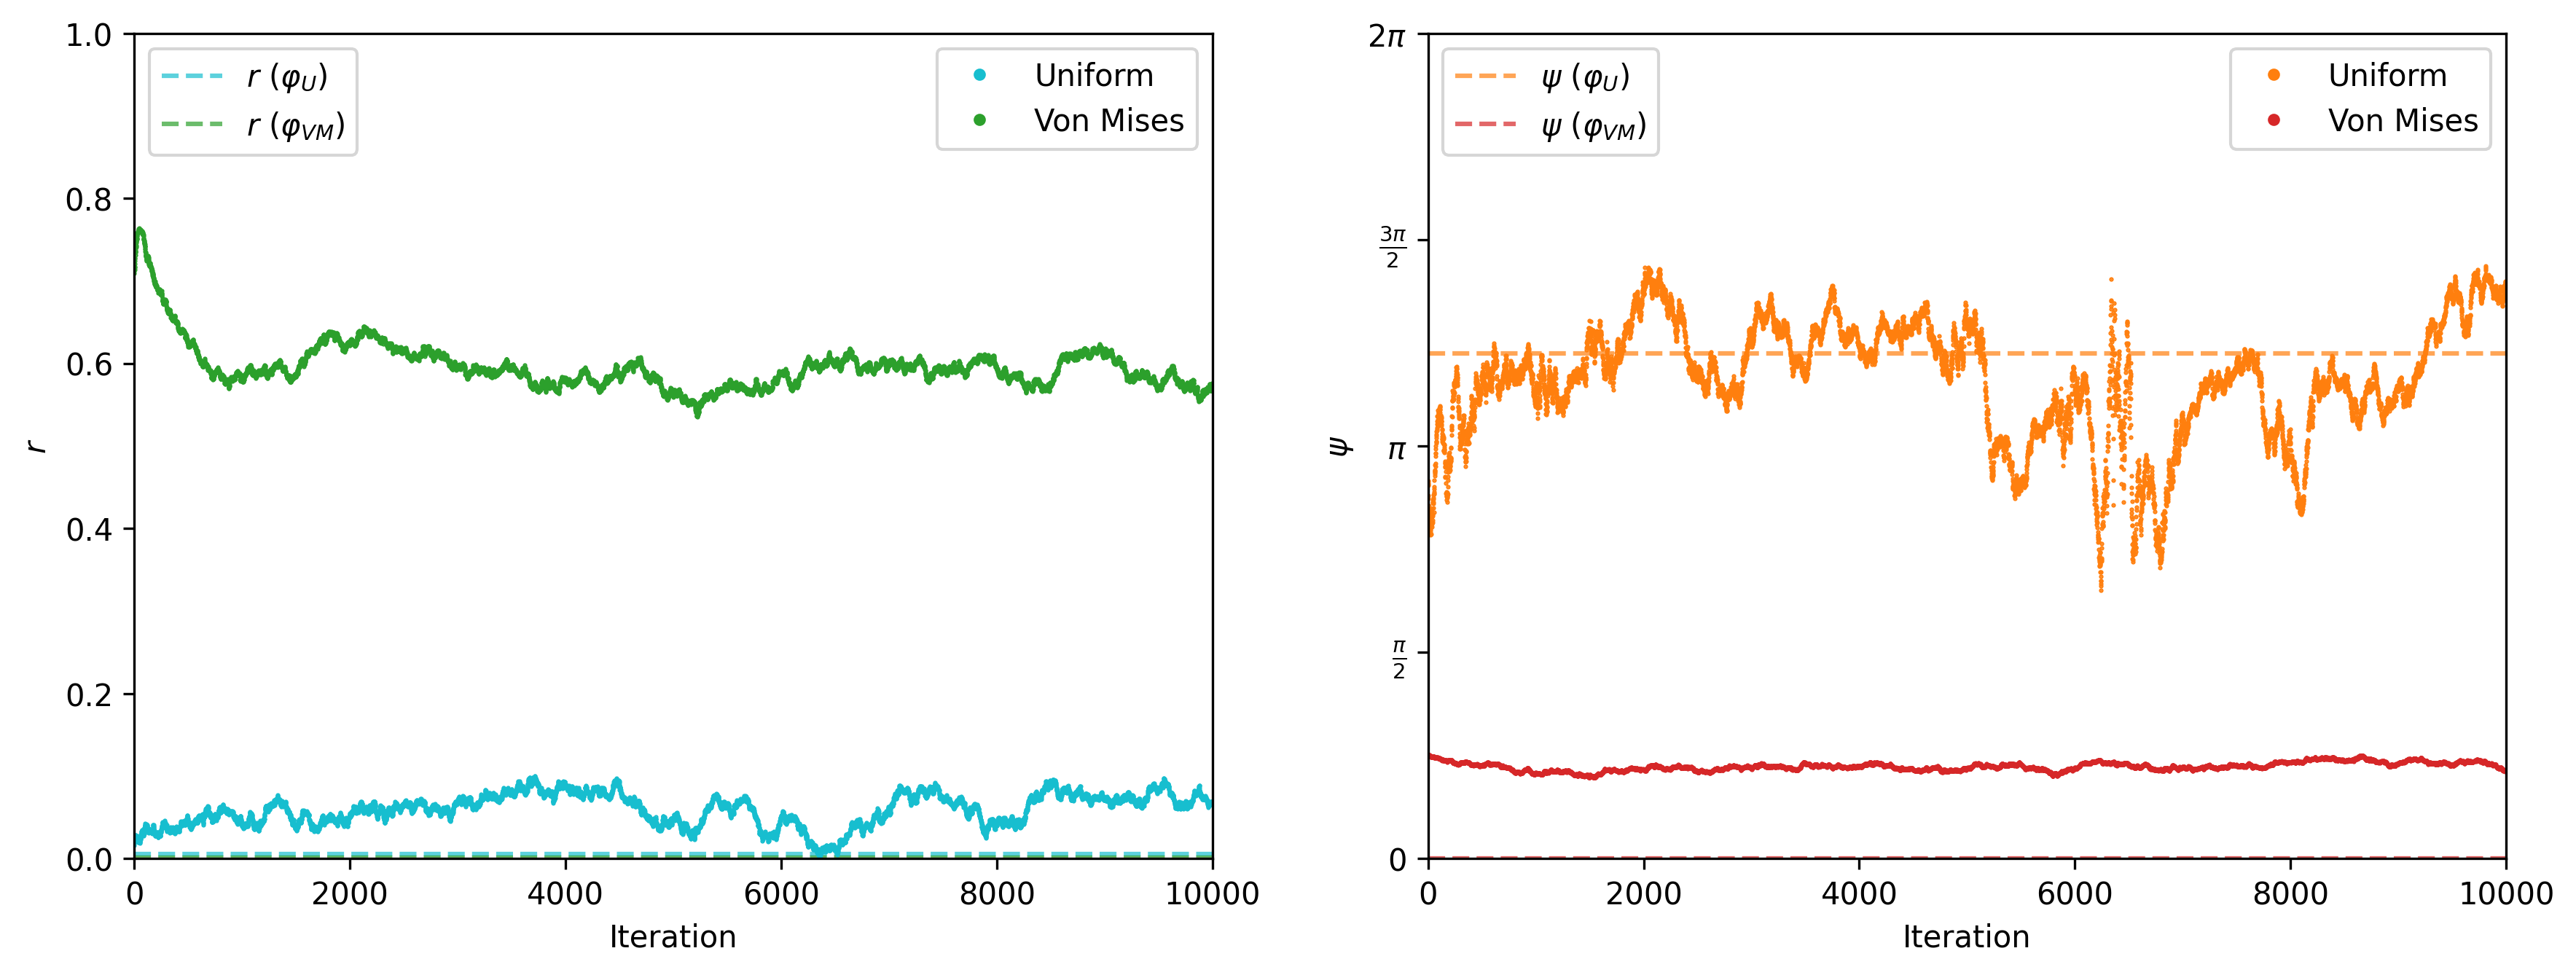 1.0
0.8
0.6
0.4
0.2
0.0
r
r (φ_U)
r (φ_VM)
Uniform
Von Mises
0 2000 4000 6000 8000 10000
Iteration
2π
3π/2
π
π/2
0
ψ
ψ (φ_U)
ψ (φ_VM)
Uniform
Von Mises
0 2000 4000 6000 8000 10000
Iteration